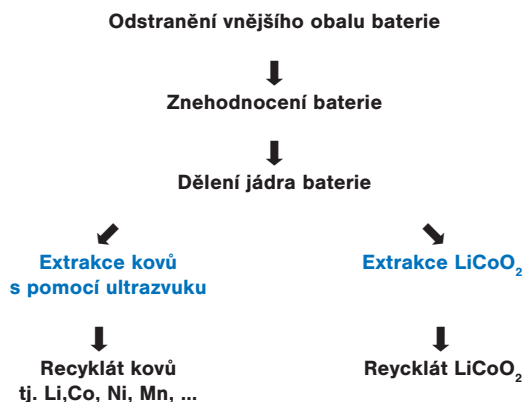 Odstranění vnějšího obalu baterie
Znehodnocení baterie
Dělení jádra baterie
Extrakce kovů
s pomocí ultrazvuku
Extrakce LiCoO₂
Recyklát kovů
tj. Li,Co, Ni, Mn, ...
Reycklát LiCoO₂